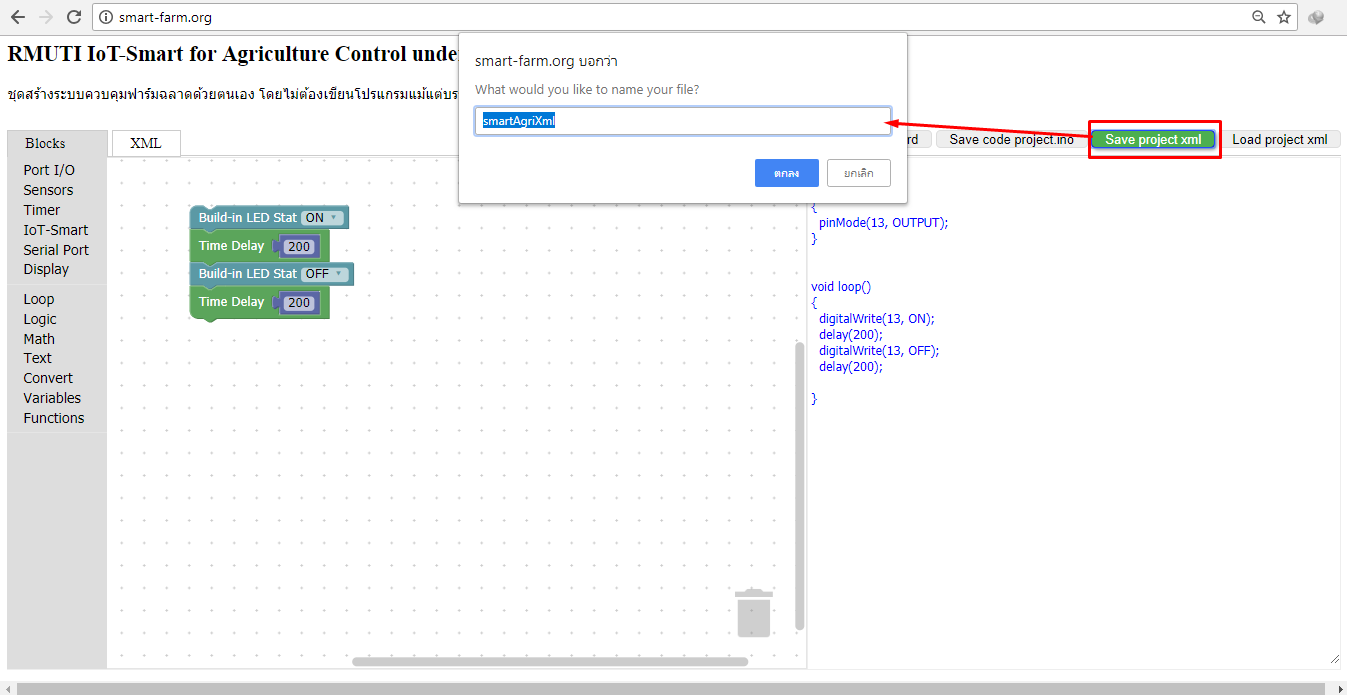 smart-farm.org
RMUTI IoT-Smart for Agriculture Control unde
ชุดสร้างระบบควบคุมฟาร์มฉลาดด้วยตนเอง โดยไม่ต้องเขียนโปรแกรมแม้แต่บร
smart-farm.org บอกว่า
What would you like to name your file?
smartAgriXml
ตกลง
ยกเลิก
Blocks
XML
rd
Save code project.ino
Save project xml
Load project xml
Port I/O
Sensors
Timer
IoT-Smart
Serial Port
Display
Loop
Logic
Math
Text
Convert
Variables
Functions
Build-in LED Stat ON
Time Delay 200
Build-in LED Stat OFF
Time Delay 200
{
pinMode(13, OUTPUT);
}
void loop()
{
digitalWrite(13, ON);
delay(200);
digitalWrite(13, OFF);
delay(200);
}